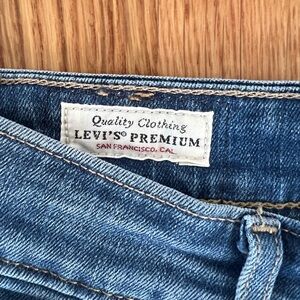 Quality Clothing
LEVI'S® PREMIUM
SAN FRANCISCO, CAL